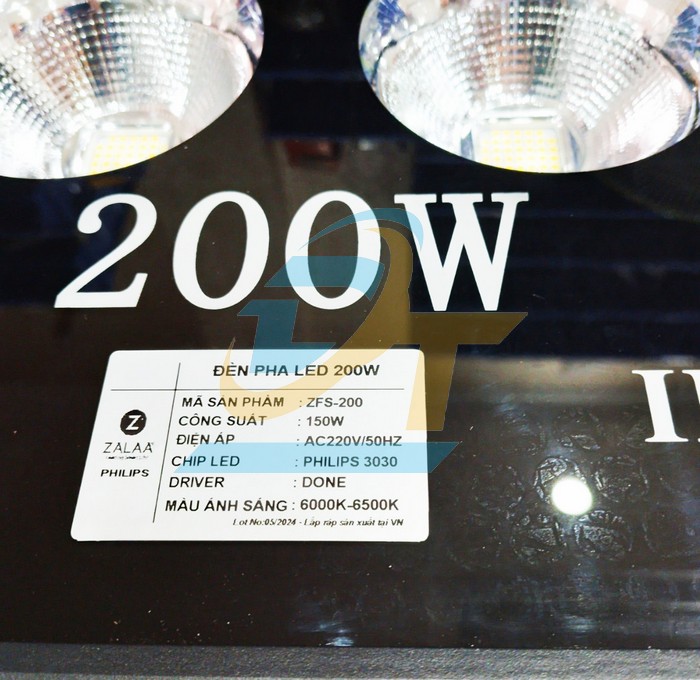 200W
ĐÈN PHA LED 200W
MÃ SẢN PHẨM : ZFS-200
CÔNG SUẤT : 150W
ĐIỆN ÁP : AC220V/50HZ
CHIP LED : PHILIPS 3030
DRIVER : DONE
MÀU ÁNH SÁNG : 6000K-6500K
Lot No:05/2024 - Lắp ráp sản xuất tại VN
Z
ZALAA
PHILIPS